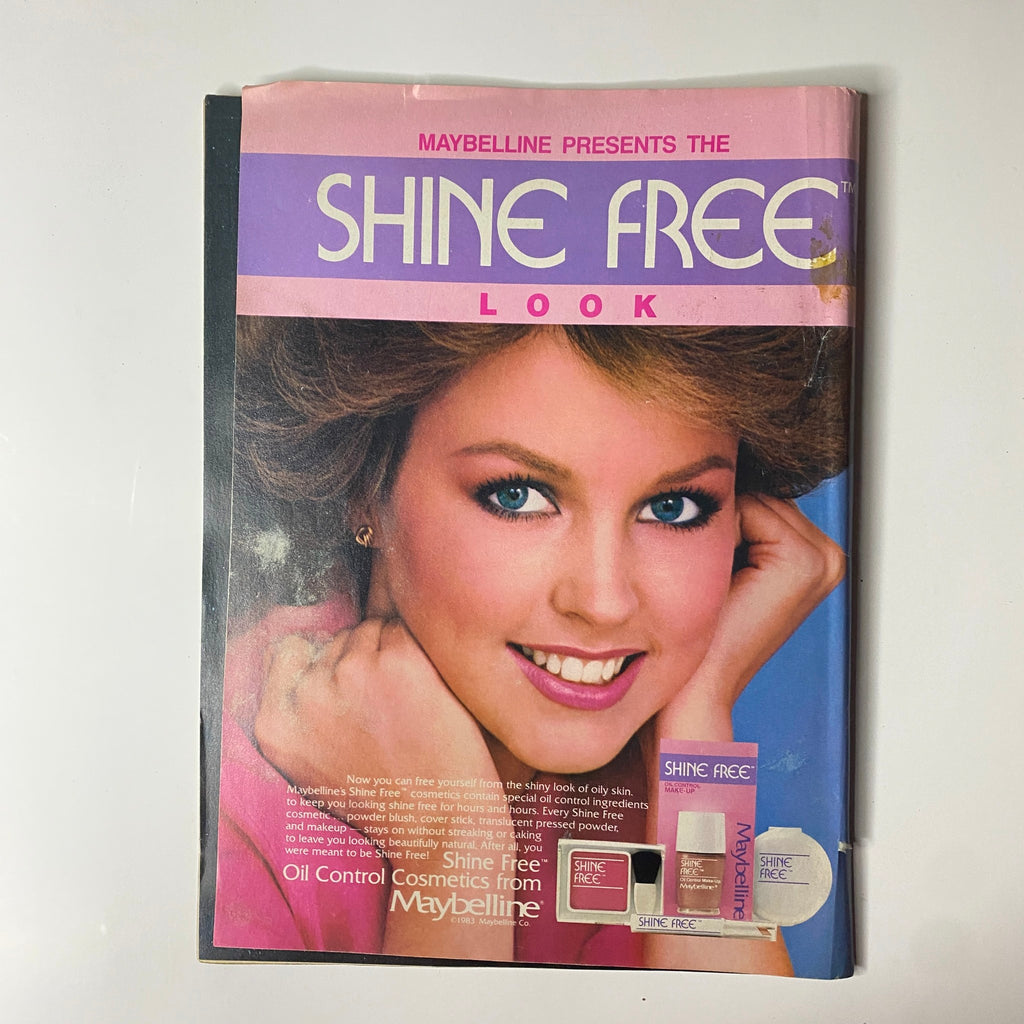 MAYBELLINE PRESENTS THE
SHINE FREE™
LOOK
Now you can free yourself from the shiny look of oily skin.
Maybelline's Shine Free™ cosmetics contain special oil control ingredients
to keep you looking shine free for hours and hours. Every Shine Free
cosmetic ... powder blush, cover stick, translucent pressed powder,
and makeup — stays on without streaking or caking
to leave you looking beautifully natural. After all, you
were meant to be Shine Free!
Shine Free™
Oil Control Cosmetics from
Maybelline®
©1983 Maybelline Co.
SHINE FREE™
OIL CONTROL
MAKE-UP
Maybelline
SHINE
FREE™
SHINE
FREE™
Oil Control Make-Up
Maybelline®
SHINE
FREE™
SHINE FREE™